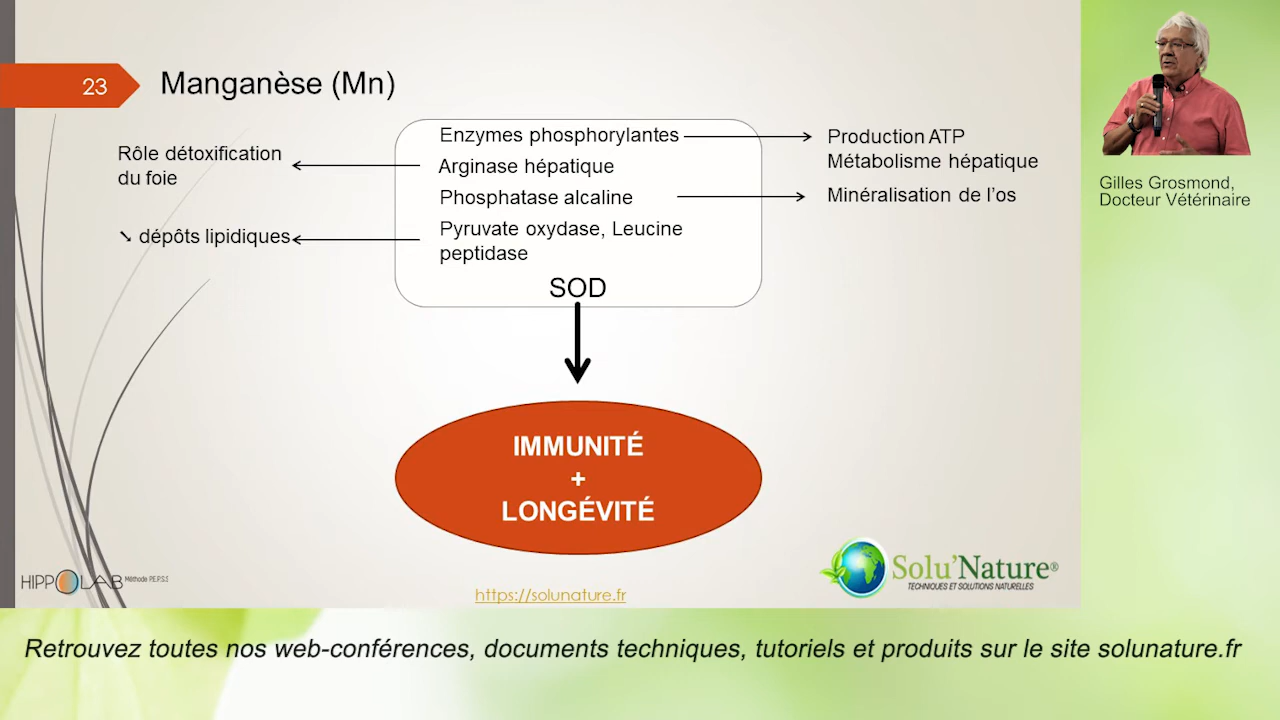 23
Manganèse (Mn)
Rôle détoxification
du foie
↘ dépôts lipidiques
Enzymes phosphorylantes
Arginase hépatique
Phosphatase alcaline
Pyruvate oxydase, Leucine
peptidase
SOD
Production ATP
Métabolisme hépatique
Minéralisation de l’os
IMMUNITÉ
+
LONGÉVITÉ
Gilles Grosmond,
Docteur Vétérinaire
HIPPOLAB Méthode P.E.P.S.S
https://solunature.fr
Solu’Nature®
TECHNIQUES ET SOLUTIONS NATURELLES
Retrouvez toutes nos web-conférences, documents techniques, tutoriels et produits sur le site solunature.fr